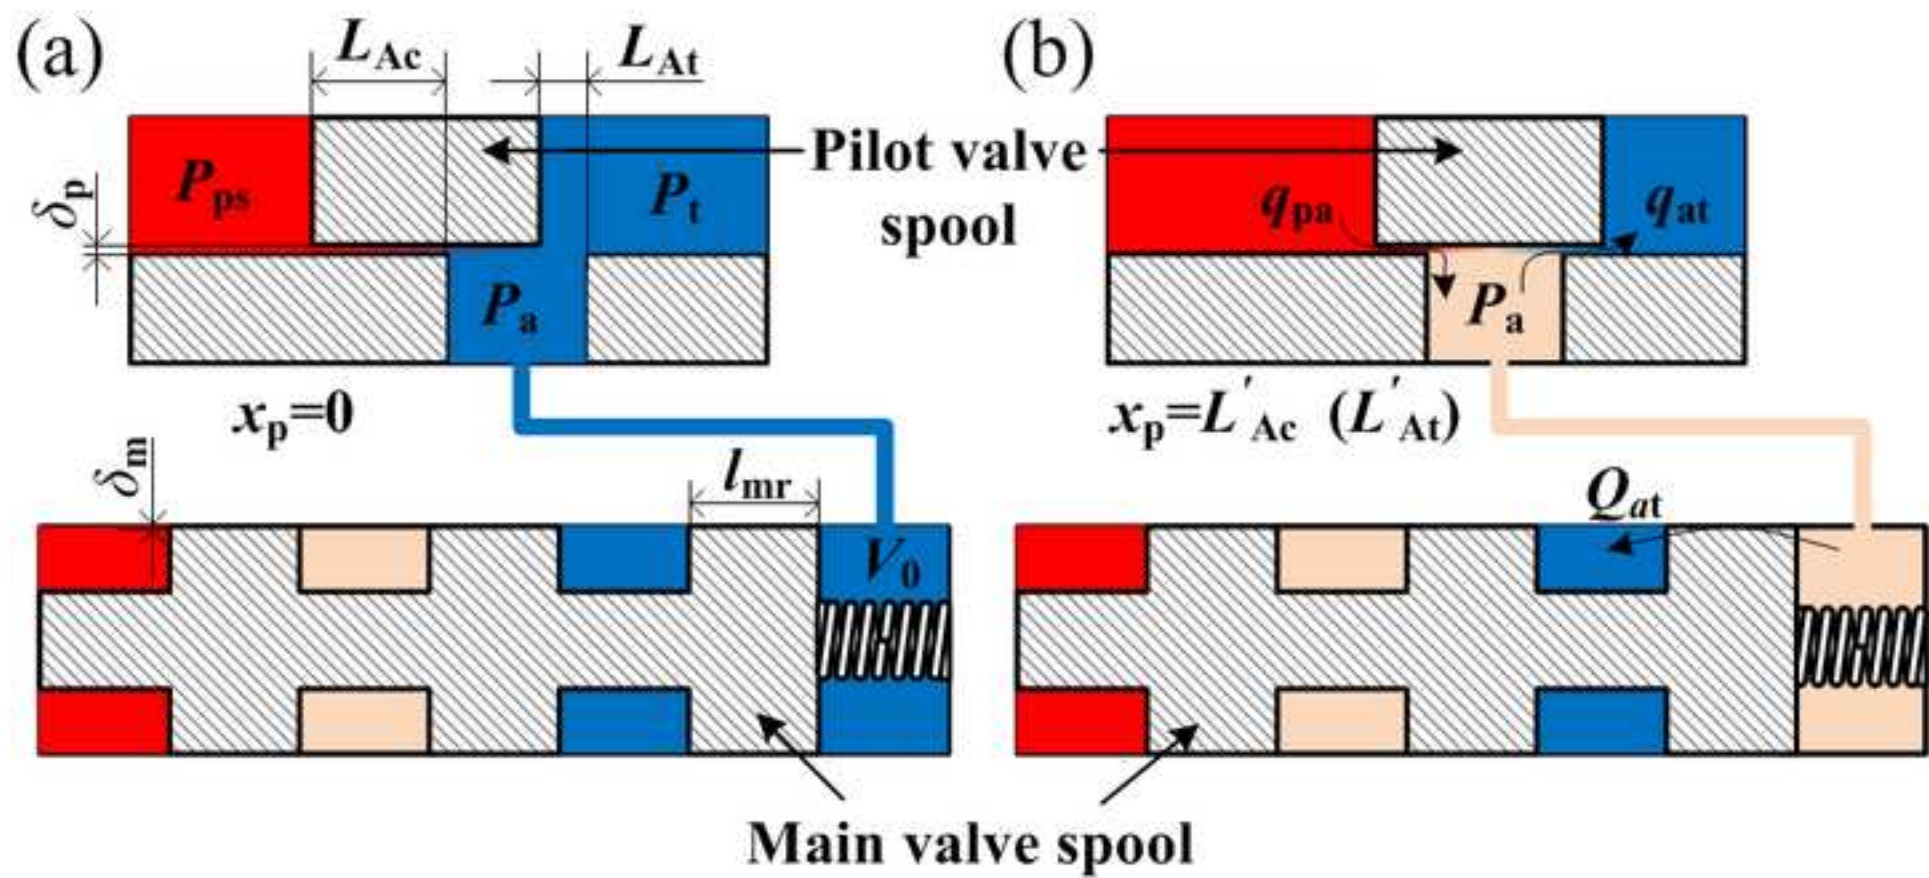 (a)
L_Ac
L_At
(b)
P_ps
P_t
Pilot valve
spool
δ_p
q_pa
q_at
P_a
P_a
x_p=0
x_p=L'_Ac (L'_At)
δ_m
l_mr
Q_at
V_0
Main valve spool